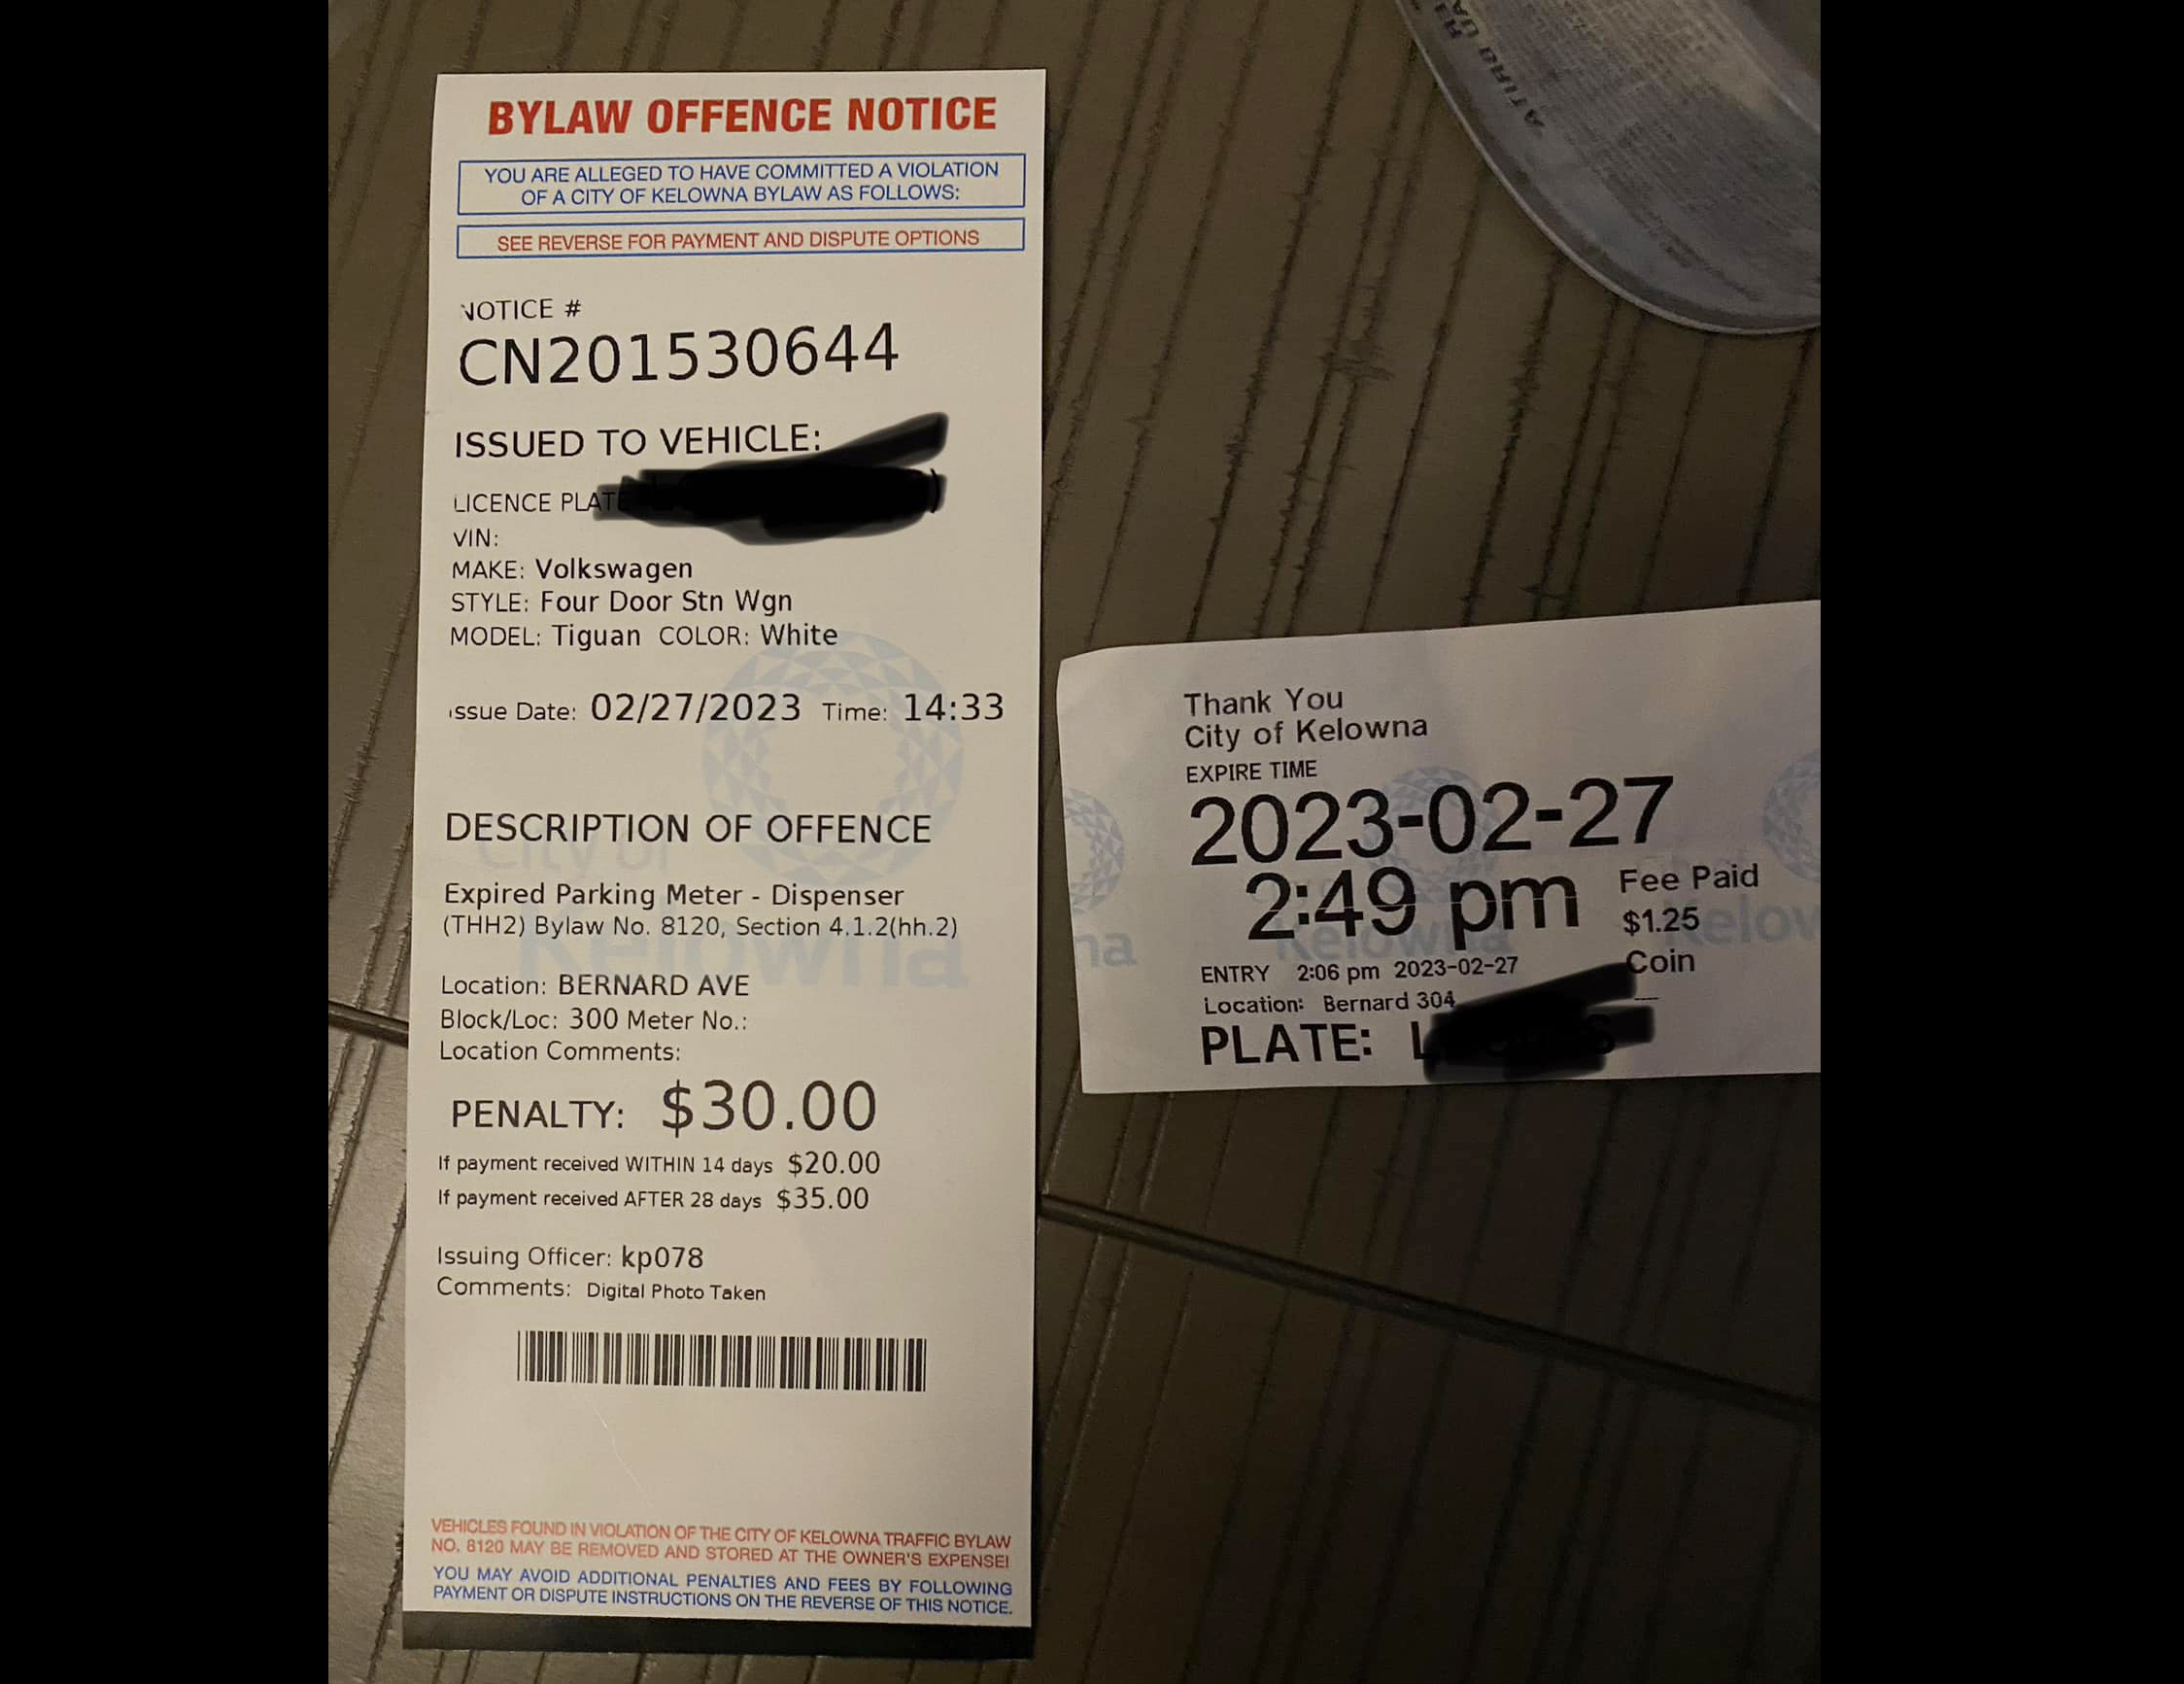 BYLAW OFFENCE NOTICE
YOU ARE ALLEGED TO HAVE COMMITTED A VIOLATION
OF A CITY OF KELOWNA BYLAW AS FOLLOWS:
SEE REVERSE FOR PAYMENT AND DISPUTE OPTIONS
NOTICE #
CN201530644
ISSUED TO VEHICLE:
LICENCE PLATE
VIN:
MAKE: Volkswagen
STYLE: Four Door Stn Wgn
MODEL: Tiguan COLOR: White
Issue Date: 02/27/2023 Time: 14:33
DESCRIPTION OF OFFENCE
Expired Parking Meter - Dispenser
(THH2) Bylaw No. 8120, Section 4.1.2(hh.2)
Location: BERNARD AVE
Block/Loc: 300 Meter No.:
Location Comments:
PENALTY: $30.00
If payment received WITHIN 14 days $20.00
If payment received AFTER 28 days $35.00
Issuing Officer: kp078
Comments: Digital Photo Taken
VEHICLES FOUND IN VIOLATION OF THE CITY OF KELOWNA TRAFFIC BYLAW
NO. 8120 MAY BE REMOVED AND STORED AT THE OWNER'S EXPENSE!
YOU MAY AVOID ADDITIONAL PENALTIES AND FEES BY FOLLOWING
PAYMENT OR DISPUTE INSTRUCTIONS ON THE REVERSE OF THIS NOTICE.
City of
Kelowna
Thank You
City of Kelowna
EXPIRE TIME
2023-02-27
2:49 pm
Fee Paid
$1.25
Coin
ENTRY 2:06 pm 2023-02-27
Location: Bernard 304
PLATE:
Kelowna